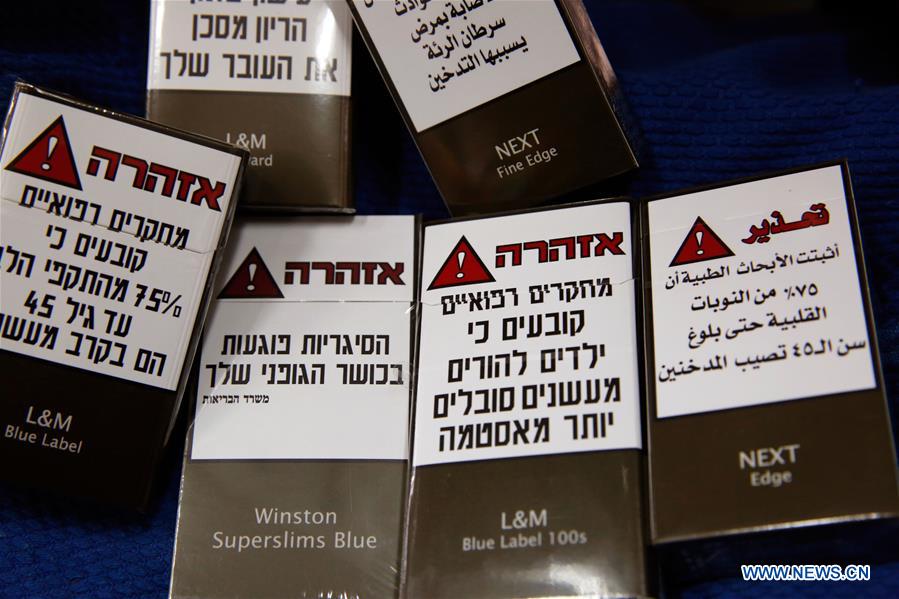 הריון מסכן
את העובר שלך
L&M
سرطان الرئة
يسببها التدخين
NEXT
Fine Edge
אזהרה
מחקרים רפואיים
קובעים כי
75% מהתקפי
עד גיל 45
הם בקרב
L&M
Blue Label
אזהרה
הסיגריות פוגעות
בכושר הגופני שלך
משרד הבריאות
Winston
Superslims Blue
אזהרה
מחקרים רפואיים
קובעים כי
ילדים להורים
מעשנים סובלים
יותר מאסטמה
L&M
Blue Label 100s
تحذير
أثبتت الأبحاث الطبية أن
٧٥٪ من النوبات
القلبية حتى بلوغ
سن الـ٤٥ تصيب المدخنين
NEXT
Edge
WWW.NEWS.CN